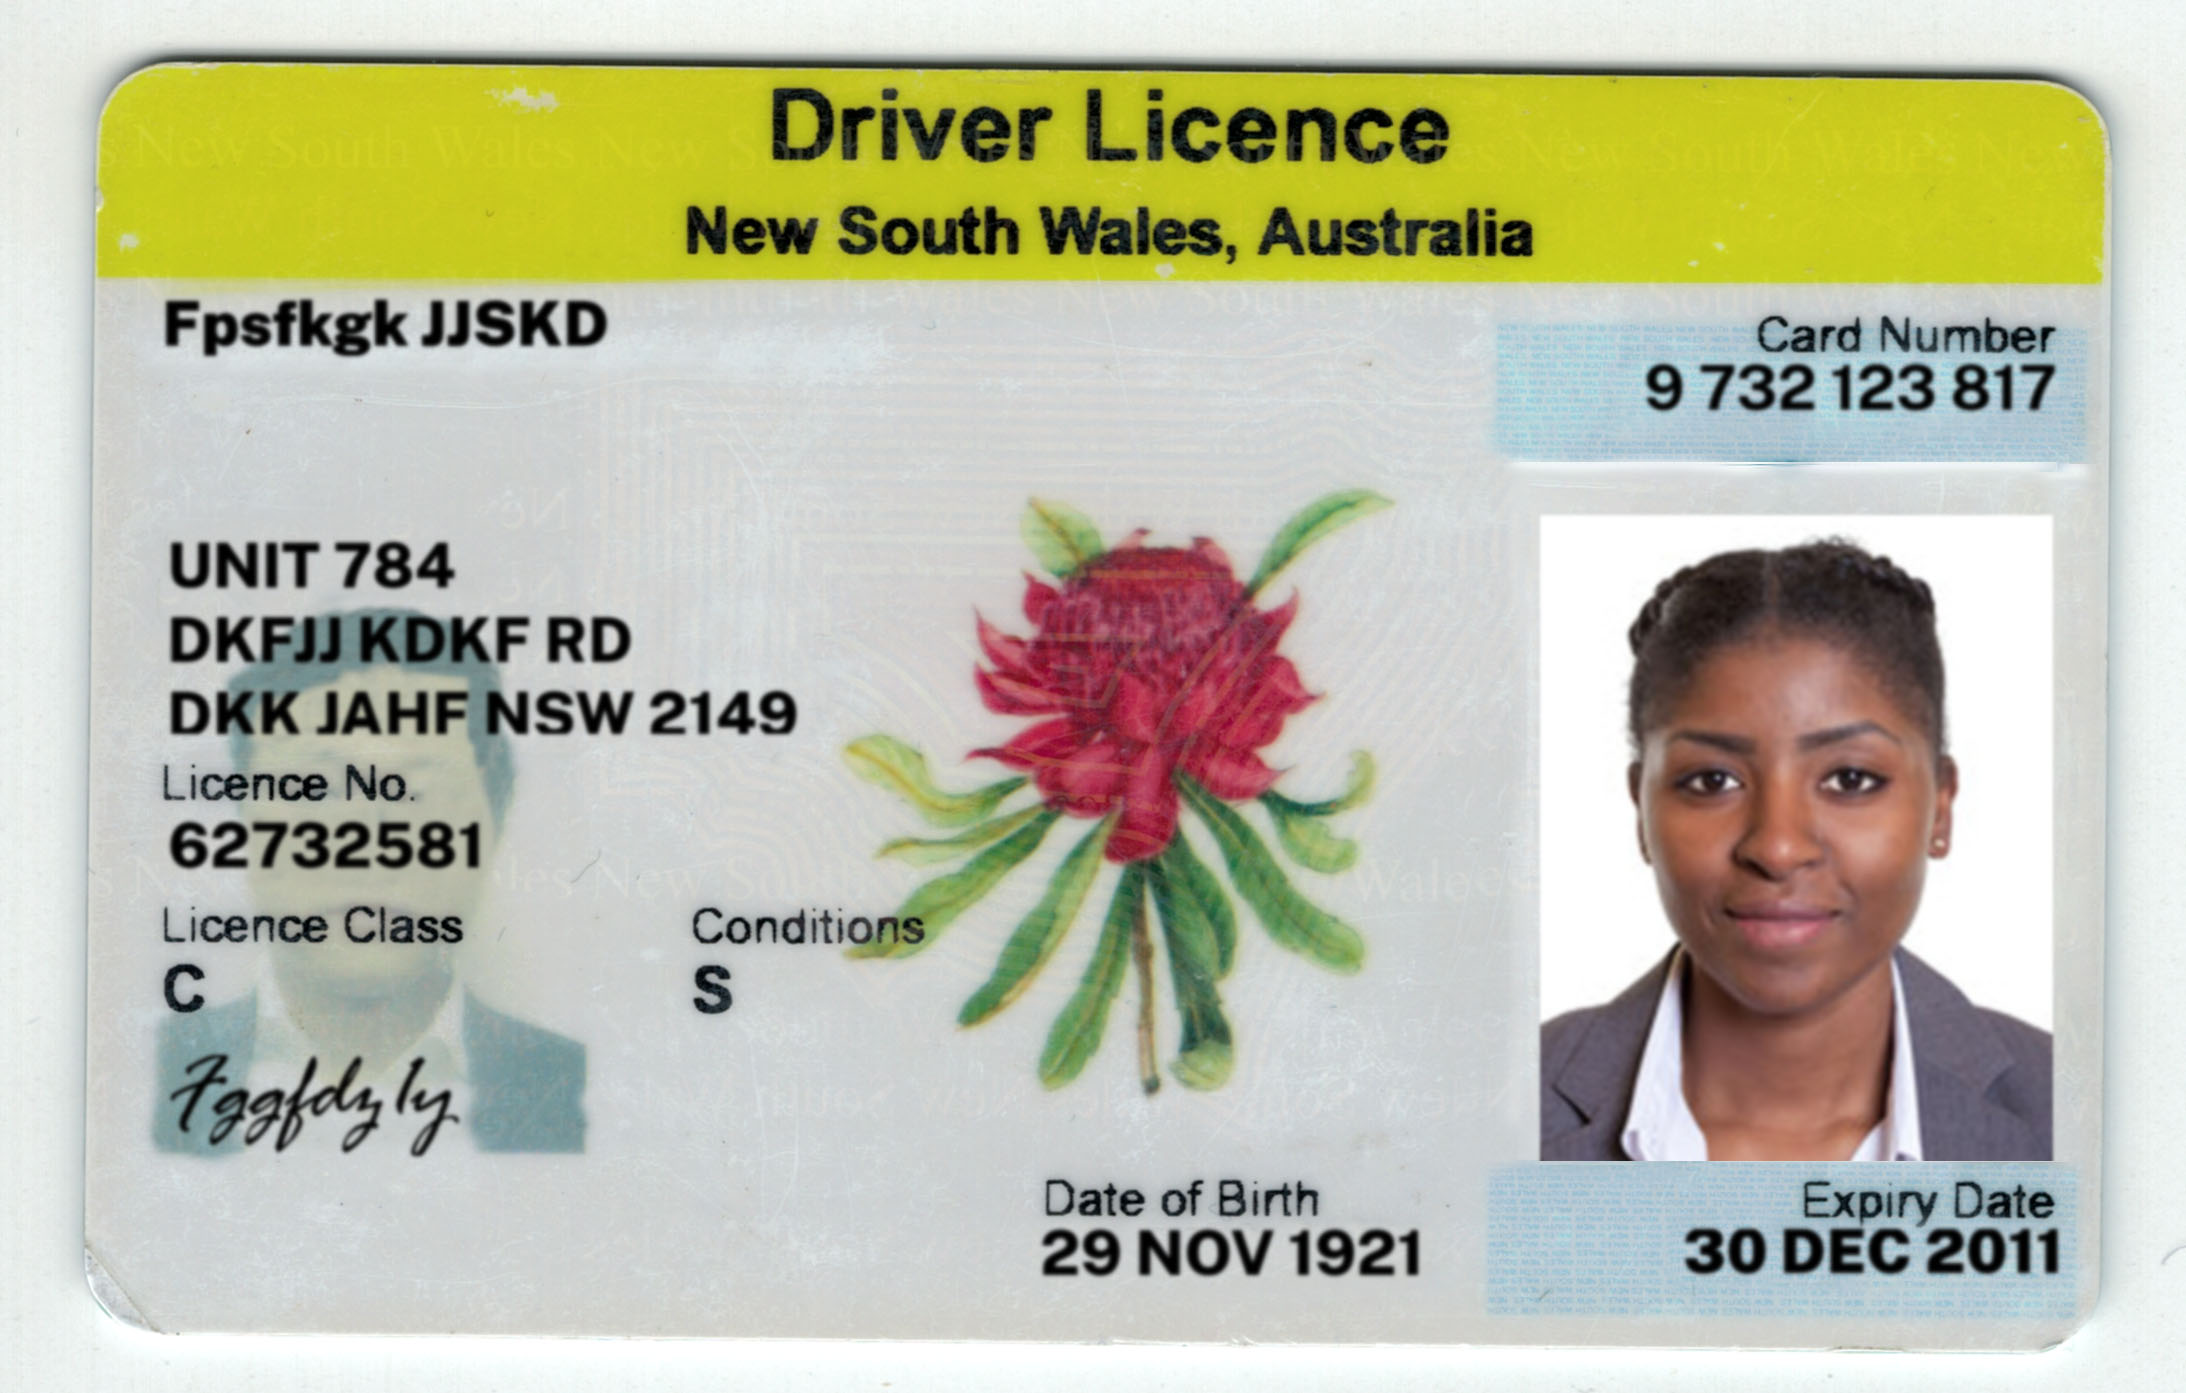 Driver Licence
New South Wales, Australia
Fpsfkgk JJSKD
Card Number
9 732 123 817
UNIT 784
DKFJJ KDKF RD
DKK JAHF NSW 2149
Licence No.
62732581
Licence Class
Conditions
C
S
Fggfdzly
Date of Birth
29 NOV 1921
Expiry Date
30 DEC 2011